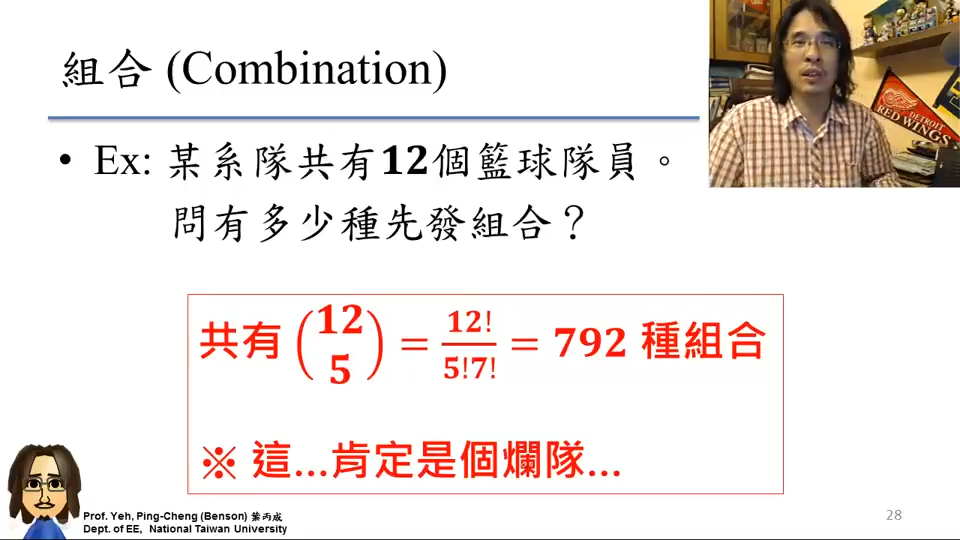 組合 (Combination)
• Ex: 某系隊共有12個籃球隊員。
問有多少種先發組合？
共有 (12 5) = 12!/5!7! = 792 種組合
※ 這…肯定是個爛隊…
DETROIT
RED WINGS
Prof. Yeh, Ping-Cheng (Benson) 葉丙成
Dept. of EE, National Taiwan University
28